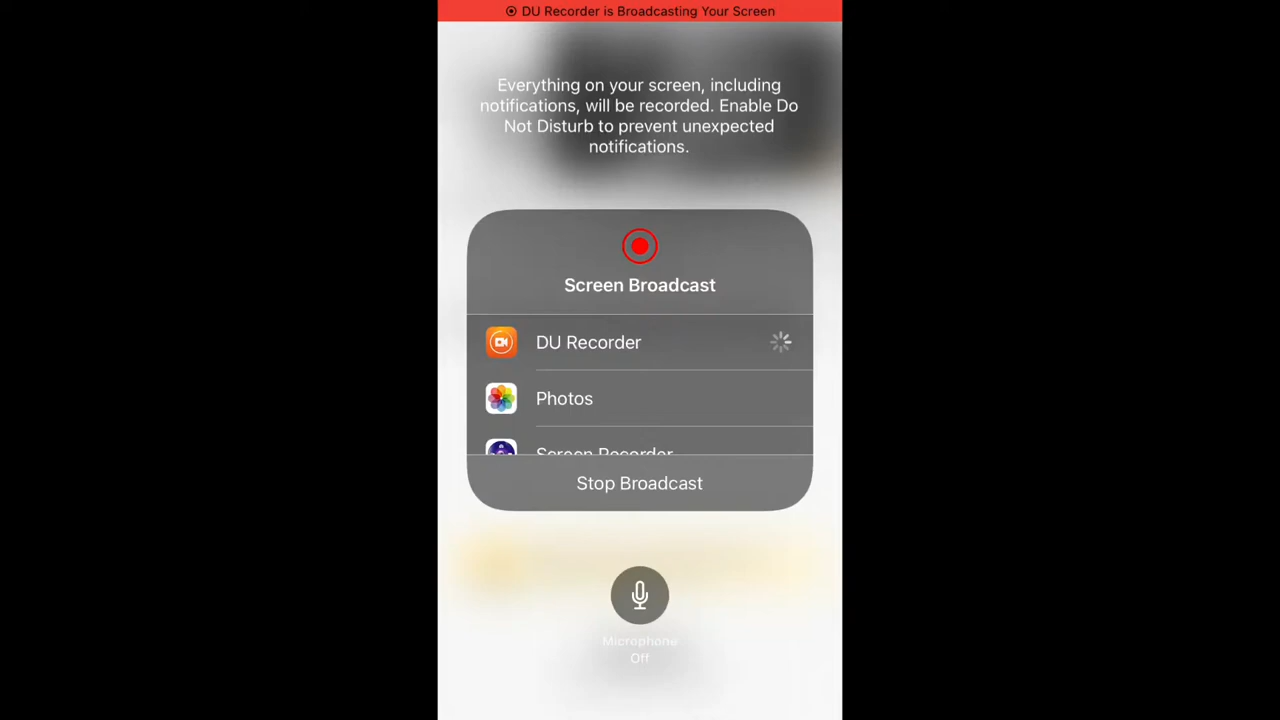 DU Recorder is Broadcasting Your Screen
Everything on your screen, including
notifications, will be recorded. Enable Do
Not Disturb to prevent unexpected
notifications.
Screen Broadcast
DU Recorder
Photos
Screen Recorder
Stop Broadcast
Microphone
Off